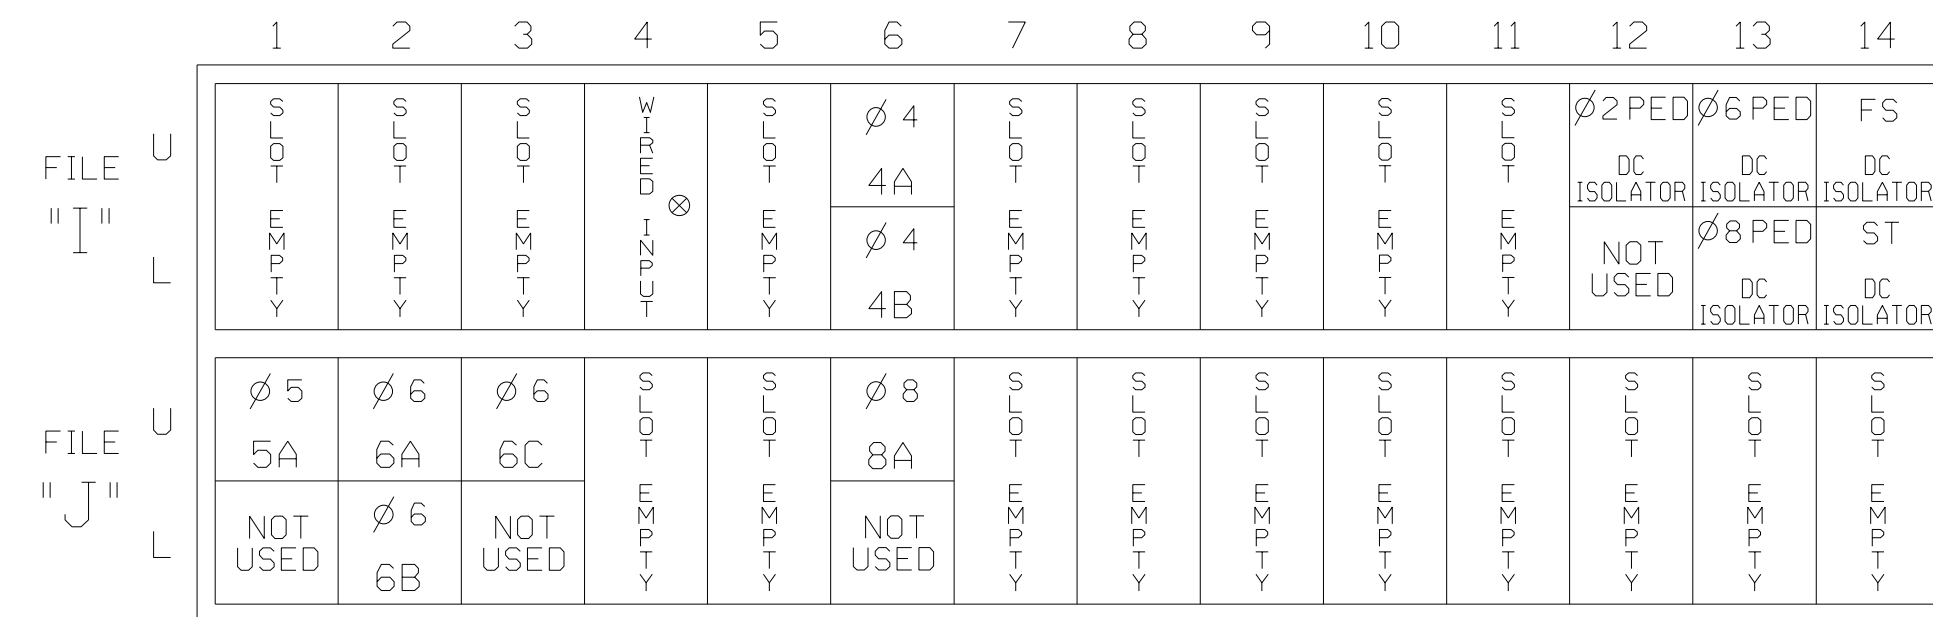 1 2 3 4 5 6 7 8 9 10 11 12 13 14
FILE
"I"
U
L
SLOT EMPTY
SLOT EMPTY
SLOT EMPTY
WIRED INPUT
SLOT EMPTY
Ø 4
4A
Ø 4
4B
SLOT EMPTY
SLOT EMPTY
SLOT EMPTY
SLOT EMPTY
SLOT EMPTY
Ø2 PED
DC
ISOLATOR
NOT
USED
Ø6 PED
DC
ISOLATOR
Ø8 PED
DC
ISOLATOR
FS
DC
ISOLATOR
ST
DC
ISOLATOR
FILE
"J"
U
L
Ø 5
5A
NOT
USED
Ø 6
6A
Ø 6
6B
Ø 6
6C
NOT
USED
SLOT EMPTY
SLOT EMPTY
Ø 8
8A
NOT
USED
SLOT EMPTY
SLOT EMPTY
SLOT EMPTY
SLOT EMPTY
SLOT EMPTY
SLOT EMPTY
SLOT EMPTY
SLOT EMPTY